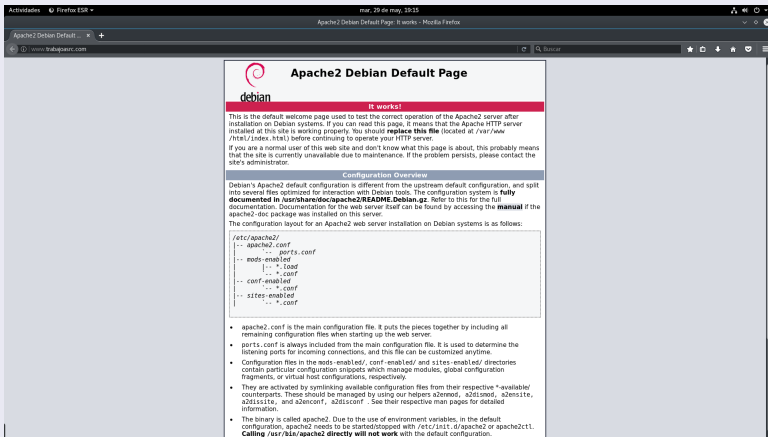 Actividades Firefox ESR ▾ mar, 29 de may, 19:15
Apache2 Debian Default Page: It works - Mozilla Firefox
Apache2 Debian Default ... × +
www.trabajoasrc.com Buscar
debian
Apache2 Debian Default Page
It works!
This is the default welcome page used to test the correct operation of the Apache2 server after
installation on Debian systems. If you can read this page, it means that the Apache HTTP server
installed at this site is working properly. You should replace this file (located at /var/www
/html/index.html) before continuing to operate your HTTP server.
If you are a normal user of this web site and don't know what this page is about, this probably means
that the site is currently unavailable due to maintenance. If the problem persists, please contact the
site's administrator.
Configuration Overview
Debian's Apache2 default configuration is different from the upstream default configuration, and split
into several files optimized for interaction with Debian tools. The configuration system is fully
documented in /usr/share/doc/apache2/README.Debian.gz. Refer to this for the full
documentation. Documentation for the web server itself can be found by accessing the manual if the
apache2-doc package was installed on this server.
The configuration layout for an Apache2 web server installation on Debian systems is as follows:
/etc/apache2/
|-- apache2.conf
|       `-- ports.conf
|-- mods-enabled
|       |-- *.load
|       `-- *.conf
|-- conf-enabled
|       `-- *.conf
|-- sites-enabled
|       `-- *.conf
• apache2.conf is the main configuration file. It puts the pieces together by including all
remaining configuration files when starting up the web server.
• ports.conf is always included from the main configuration file. It is used to determine the
listening ports for incoming connections, and this file can be customized anytime.
• Configuration files in the mods-enabled/, conf-enabled/ and sites-enabled/ directories
contain particular configuration snippets which manage modules, global configuration
fragments, or virtual host configurations, respectively.
• They are activated by symlinking available configuration files from their respective *-available/
counterparts. These should be managed by using our helpers a2enmod, a2dismod, a2ensite,
a2dissite, and a2enconf, a2disconf . See their respective man pages for detailed
information.
• The binary is called apache2. Due to the use of environment variables, in the default
configuration, apache2 needs to be started/stopped with /etc/init.d/apache2 or apache2ctl.
Calling /usr/bin/apache2 directly will not work with the default configuration.